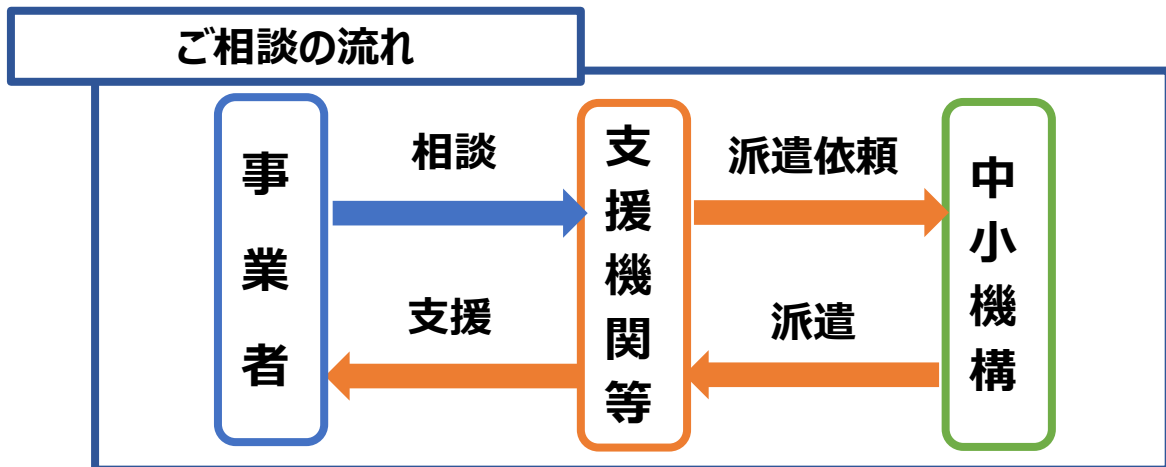 ご相談の流れ
事業者
相談
支援
支援機関等
派遣依頼
派遣
中小機構